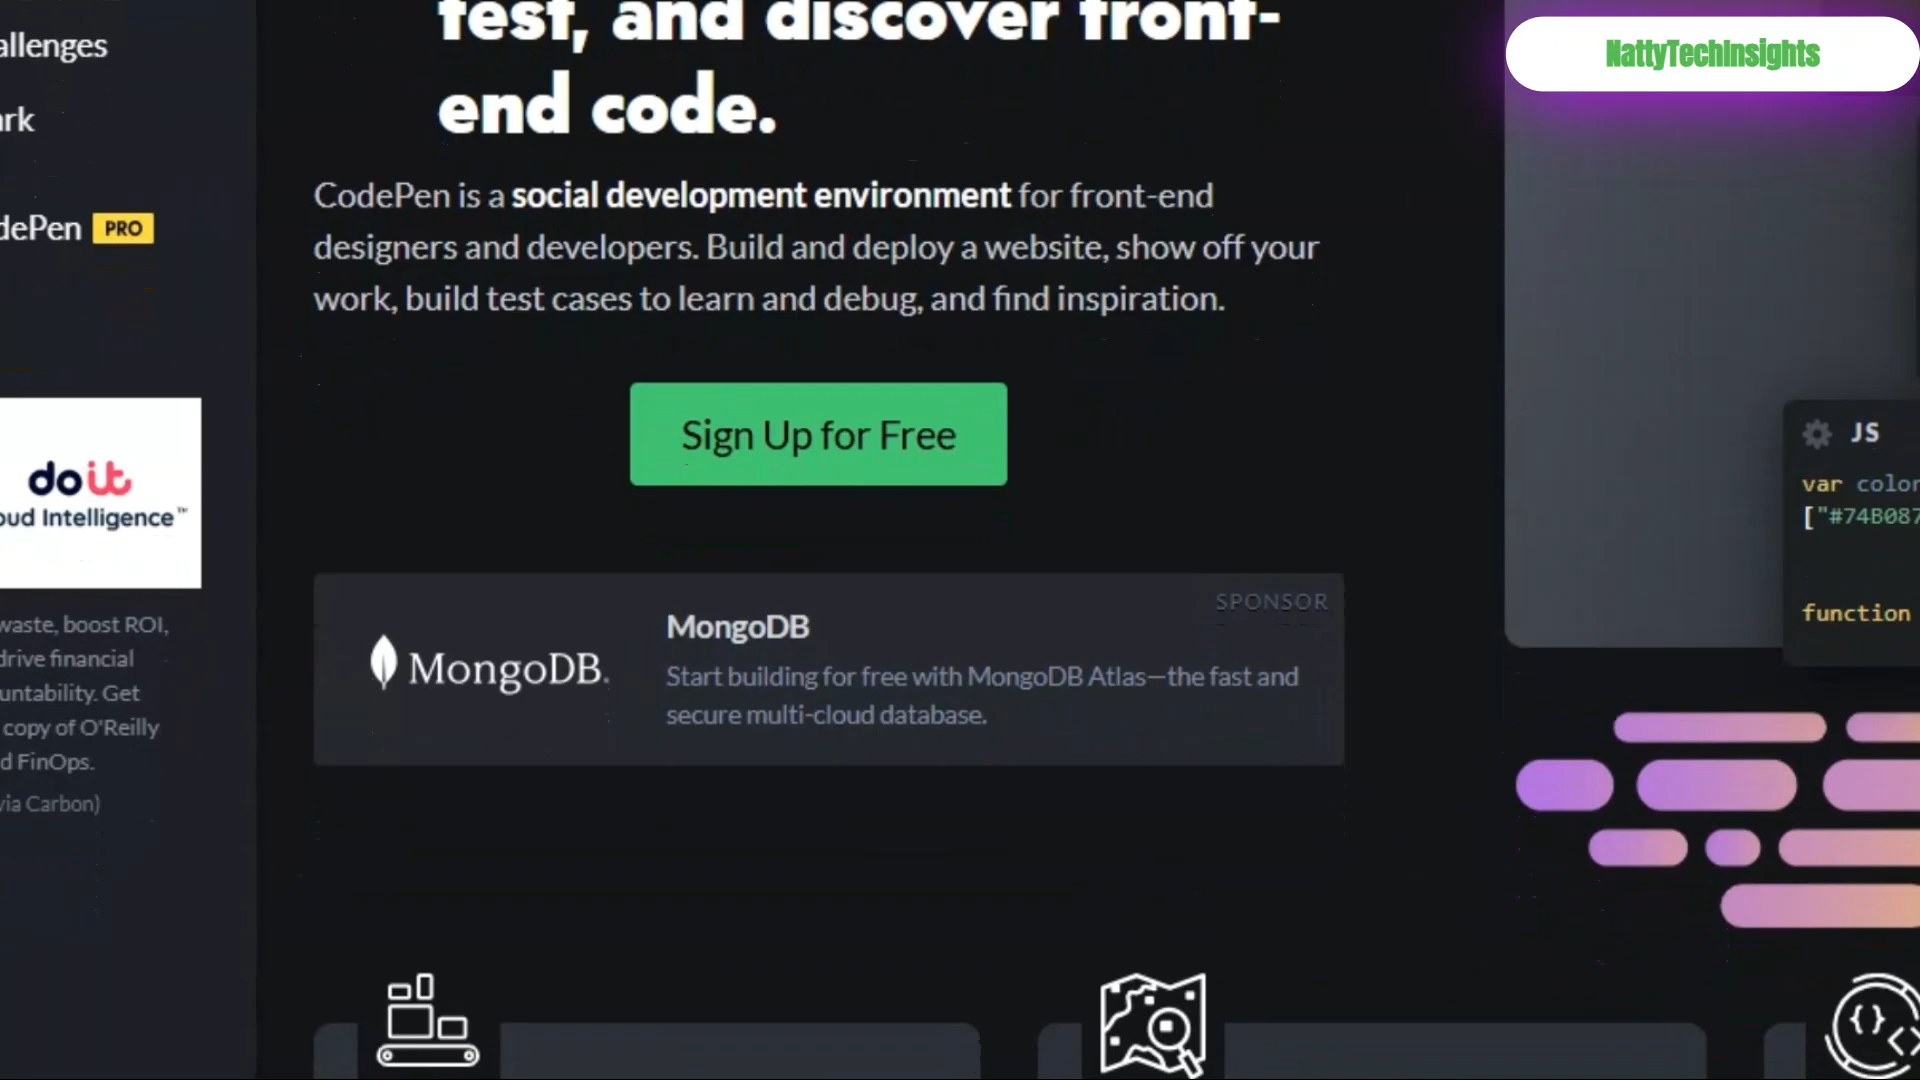 allenges
ark
dePen PRO
doit
oud Intelligence™
waste, boost ROI,
drive financial
untability. Get
copy of O'Reilly
d FinOps.
via Carbon)
test, and discover front-
end code.
CodePen is a social development environment for front-end
designers and developers. Build and deploy a website, show off your
work, build test cases to learn and debug, and find inspiration.
Sign Up for Free
SPONSOR
MongoDB.
MongoDB
Start building for free with MongoDB Atlas—the fast and
secure multi-cloud database.
NattyTechInsights
JS
var color
["#74B087
function